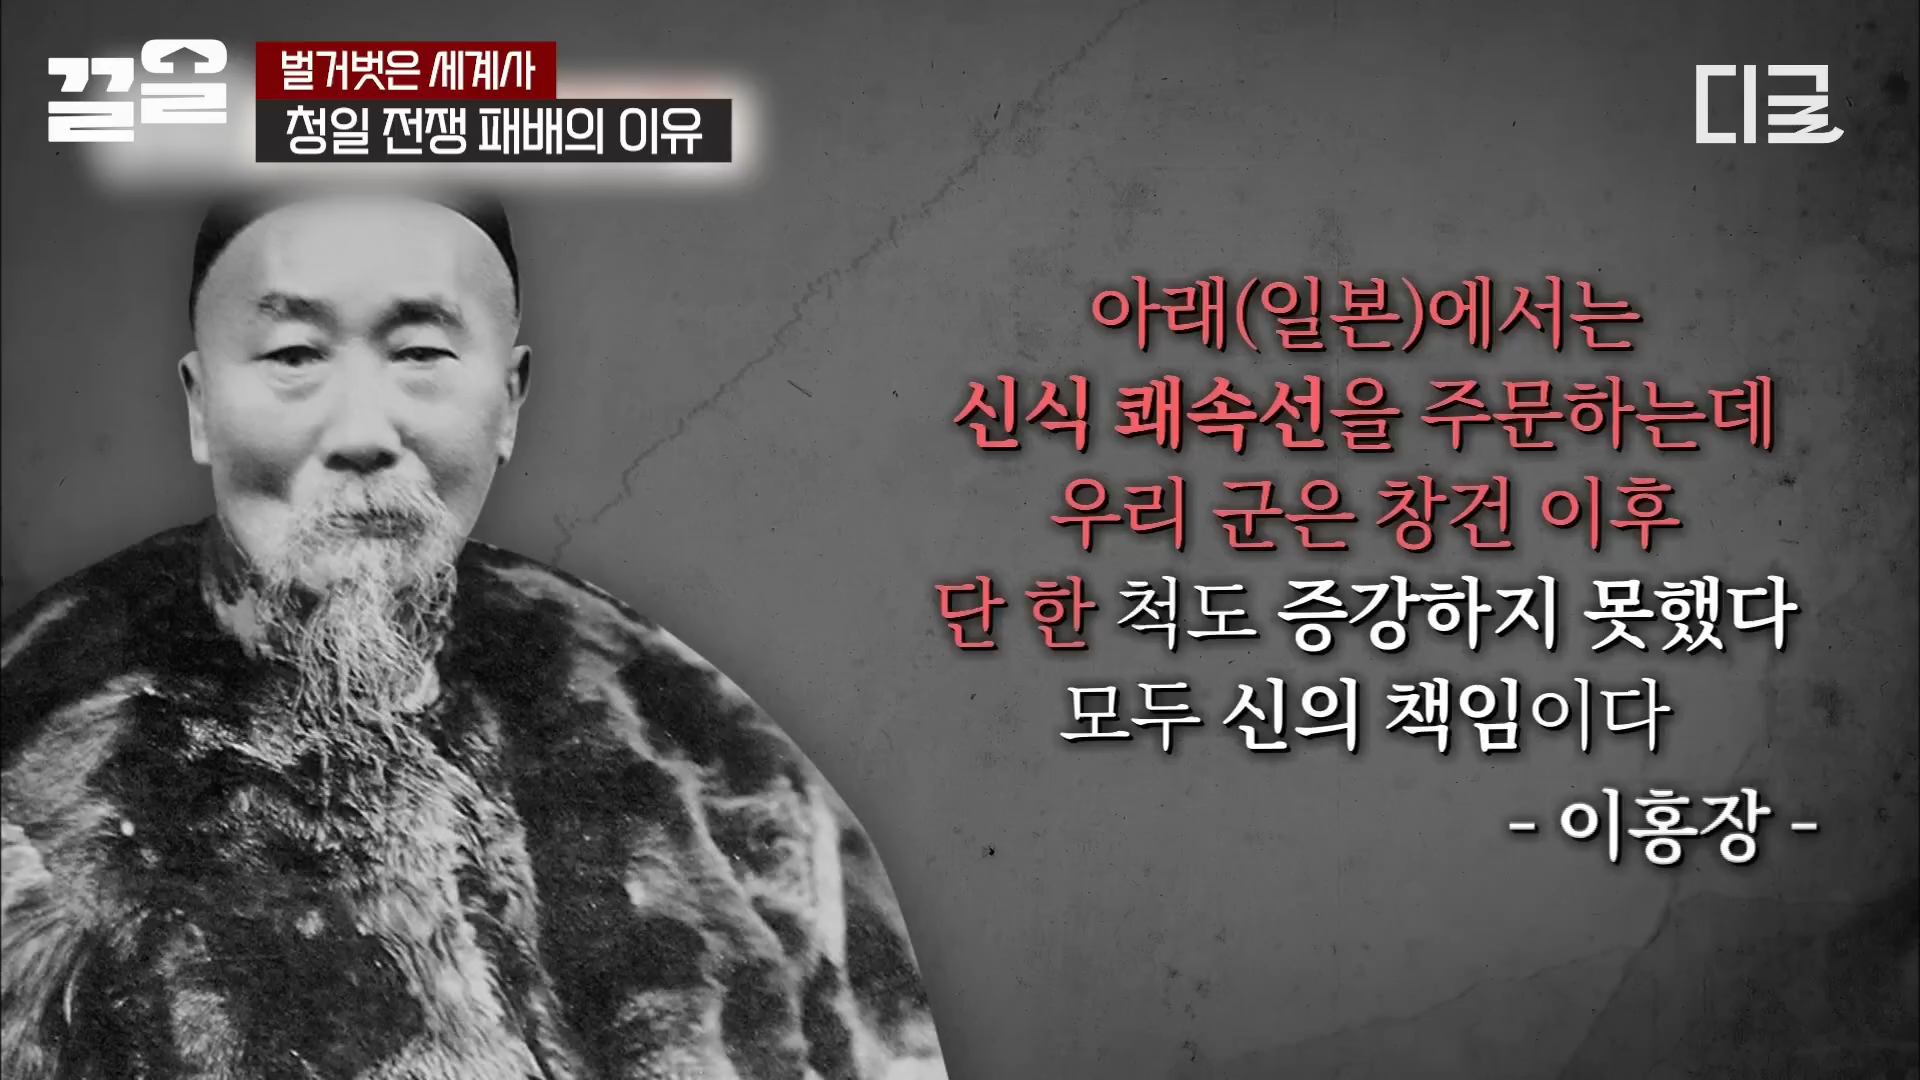 끌올
벌거벗은 세계사
청일 전쟁 패배의 이유
디글
아래(일본)에서는
신식 쾌속선을 주문하는데
우리 군은 창건 이후
단 한 척도 증강하지 못했다
모두 신의 책임이다
- 이홍장 -